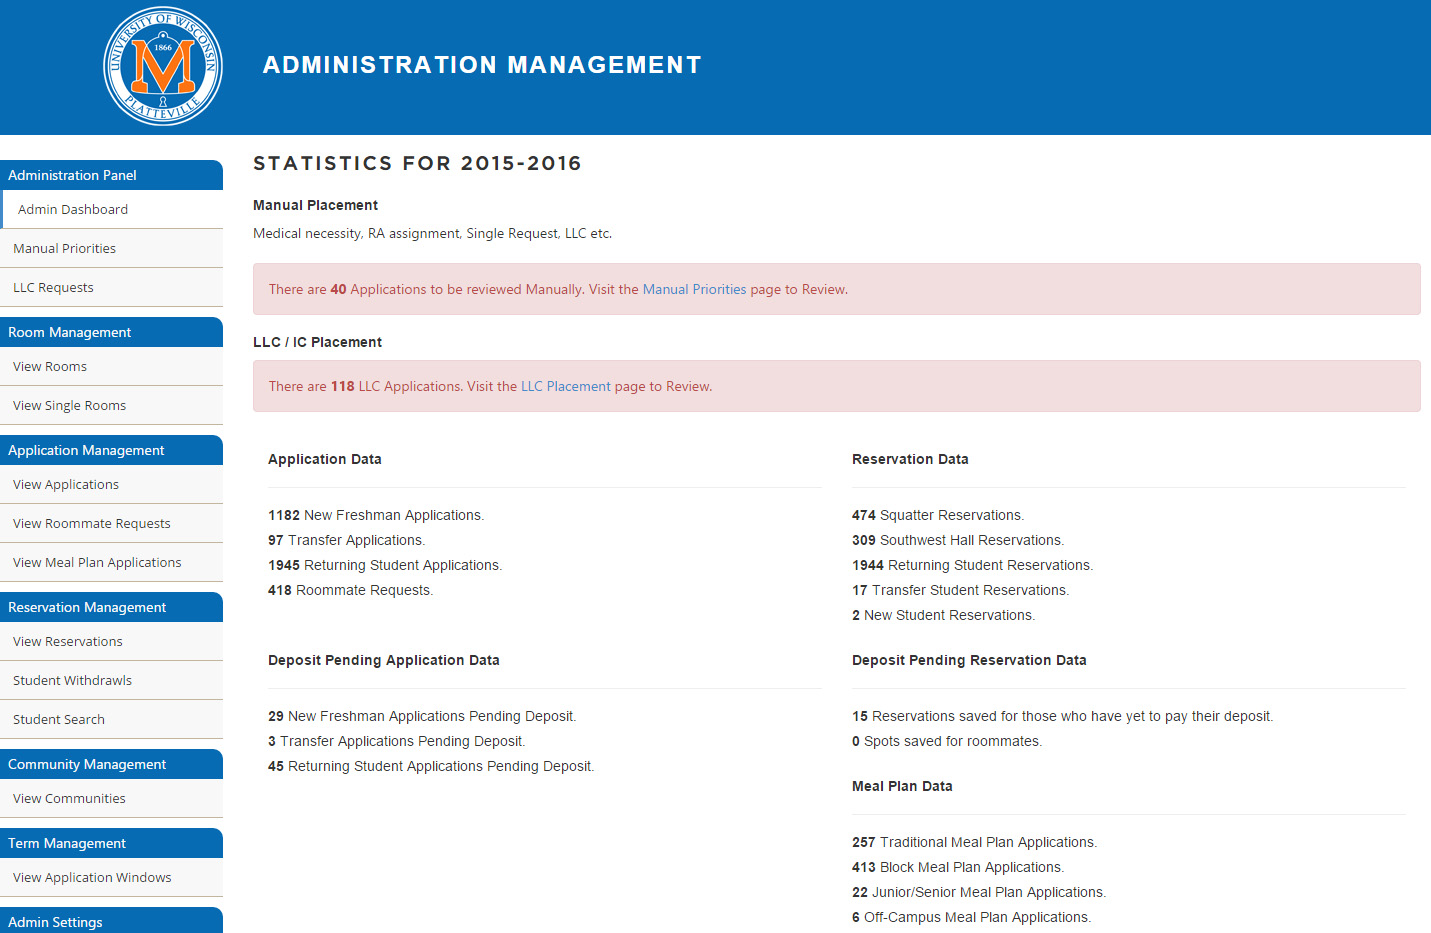 UNIVERSITY OF WISCONSIN
1866
M
PLATTEVILLE
ADMINISTRATION MANAGEMENT
Administration Panel
Admin Dashboard
Manual Priorities
LLC Requests
Room Management
View Rooms
View Single Rooms
Application Management
View Applications
View Roommate Requests
View Meal Plan Applications
Reservation Management
View Reservations
Student Withdrawls
Student Search
Community Management
View Communities
Term Management
View Application Windows
Admin Settings
STATISTICS FOR 2015-2016
Manual Placement
Medical necessity, RA assignment, Single Request, LLC etc.
There are 40 Applications to be reviewed Manually. Visit the Manual Priorities page to Review.
LLC / IC Placement
There are 118 LLC Applications. Visit the LLC Placement page to Review.
Application Data
1182 New Freshman Applications.
97 Transfer Applications.
1945 Returning Student Applications.
418 Roommate Requests.
Reservation Data
474 Squatter Reservations.
309 Southwest Hall Reservations.
1944 Returning Student Reservations.
17 Transfer Student Reservations.
2 New Student Reservations.
Deposit Pending Application Data
29 New Freshman Applications Pending Deposit.
3 Transfer Applications Pending Deposit.
45 Returning Student Applications Pending Deposit.
Deposit Pending Reservation Data
15 Reservations saved for those who have yet to pay their deposit.
0 Spots saved for roommates.
Meal Plan Data
257 Traditional Meal Plan Applications.
413 Block Meal Plan Applications.
22 Junior/Senior Meal Plan Applications.
6 Off-Campus Meal Plan Applications.